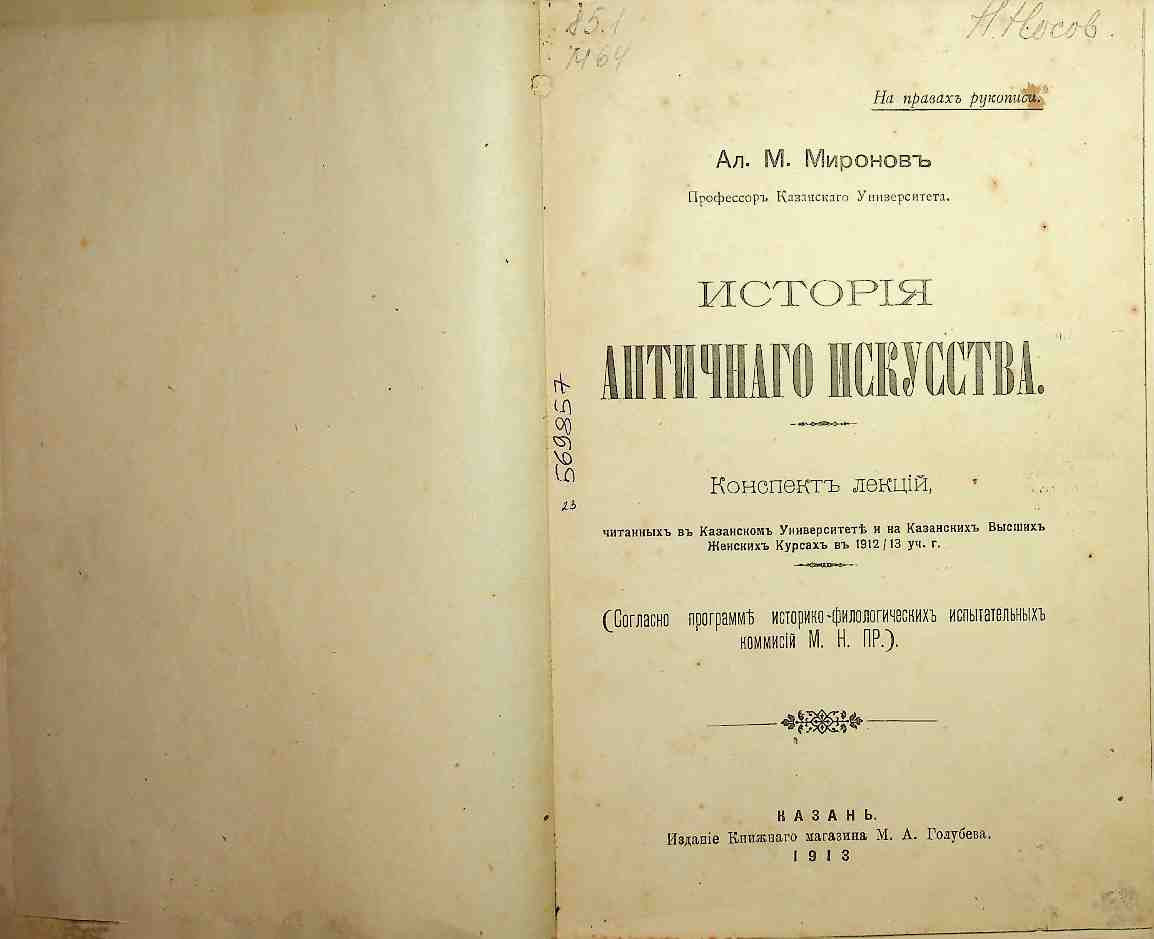 85.1
М64
Н. Носов.
На правахъ рукописи.
Ал. М. Мироновъ
Профессоръ Казанскаго Университета.
ИСТОРІЯ
АНТИЧНАГО ИСКУССТВА.
Конспектъ лекцій,
читанныхъ въ Казанскомъ Университетѣ и на Казанскихъ Высшихъ
Женскихъ Курсахъ въ 1912/13 уч. г.
(Согласно программѣ историко-филологическихъ испытательныхъ
коммисій М. Н. ПР.).
КАЗАНЬ.
Изданіе Книжнаго магазина М. А. Голубева.
1913
569857
23